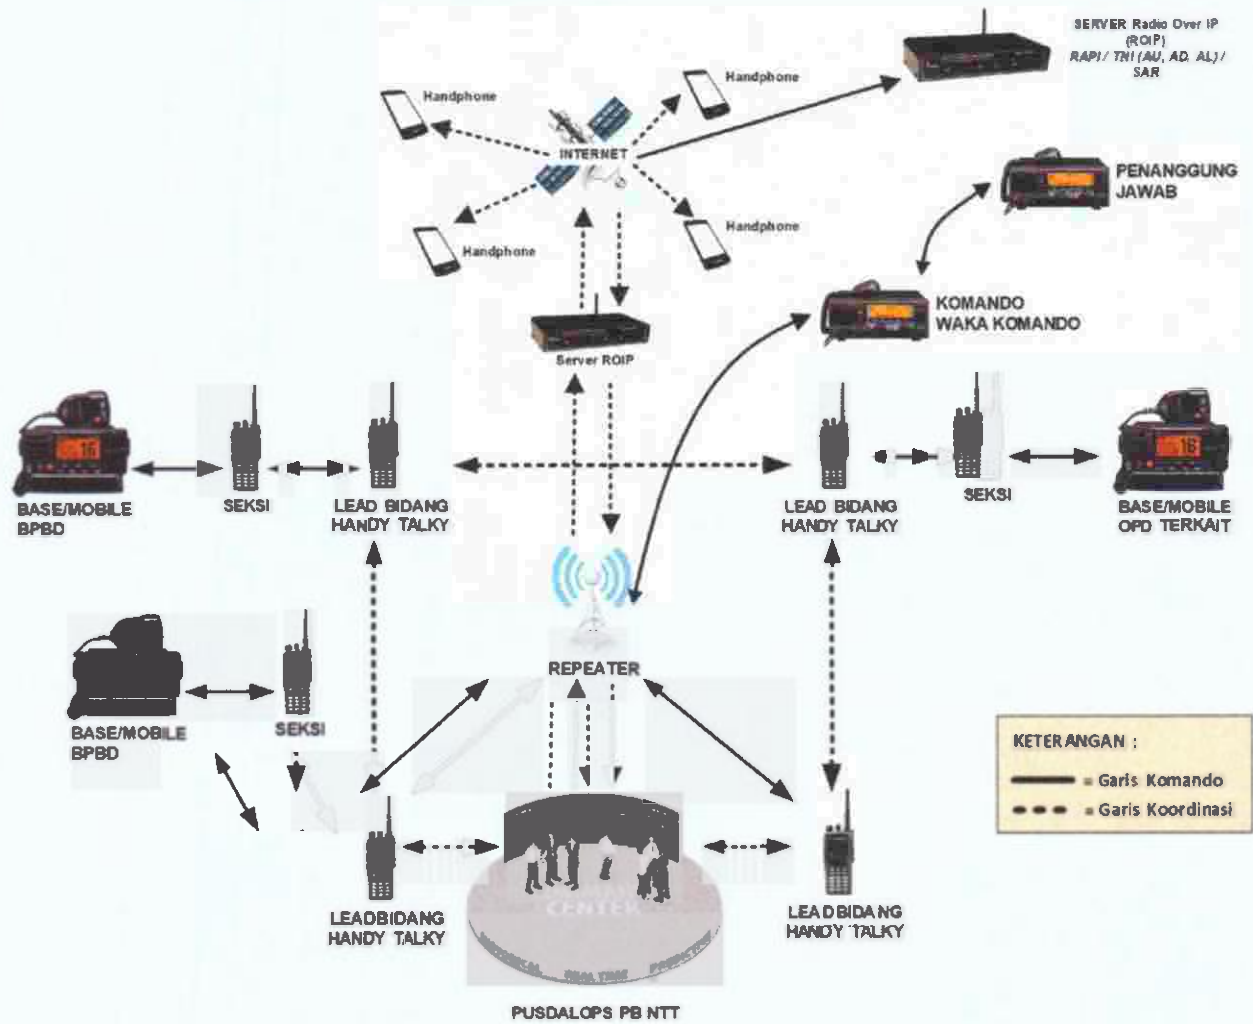 SERVER Radio Over IP
(ROIP)
RAPI / TNI (AU, AD, AL) /
SAR
Handphone
Handphone
INTERNET
Handphone
Handphone
PENANGGUNG
JAWAB
KOMANDO
WAKA KOMANDO
Server ROIP
16
16
BASE/MOBILE
BPBD
SEKSI
LEAD BIDANG
HANDY TALKY
LEAD BIDANG
HANDY TALKY
SEKSI
BASE/MOBILE
OPD TERKAIT
REPEATER
BASE/MOBILE
BPBD
SEKSI
KETERANGAN :
= Garis Komando
= Garis Koordinasi
CENTER
LEADBIDANG
HANDY TALKY
LEADBIDANG
HANDY TALKY
PUSDALOPS PB NTT